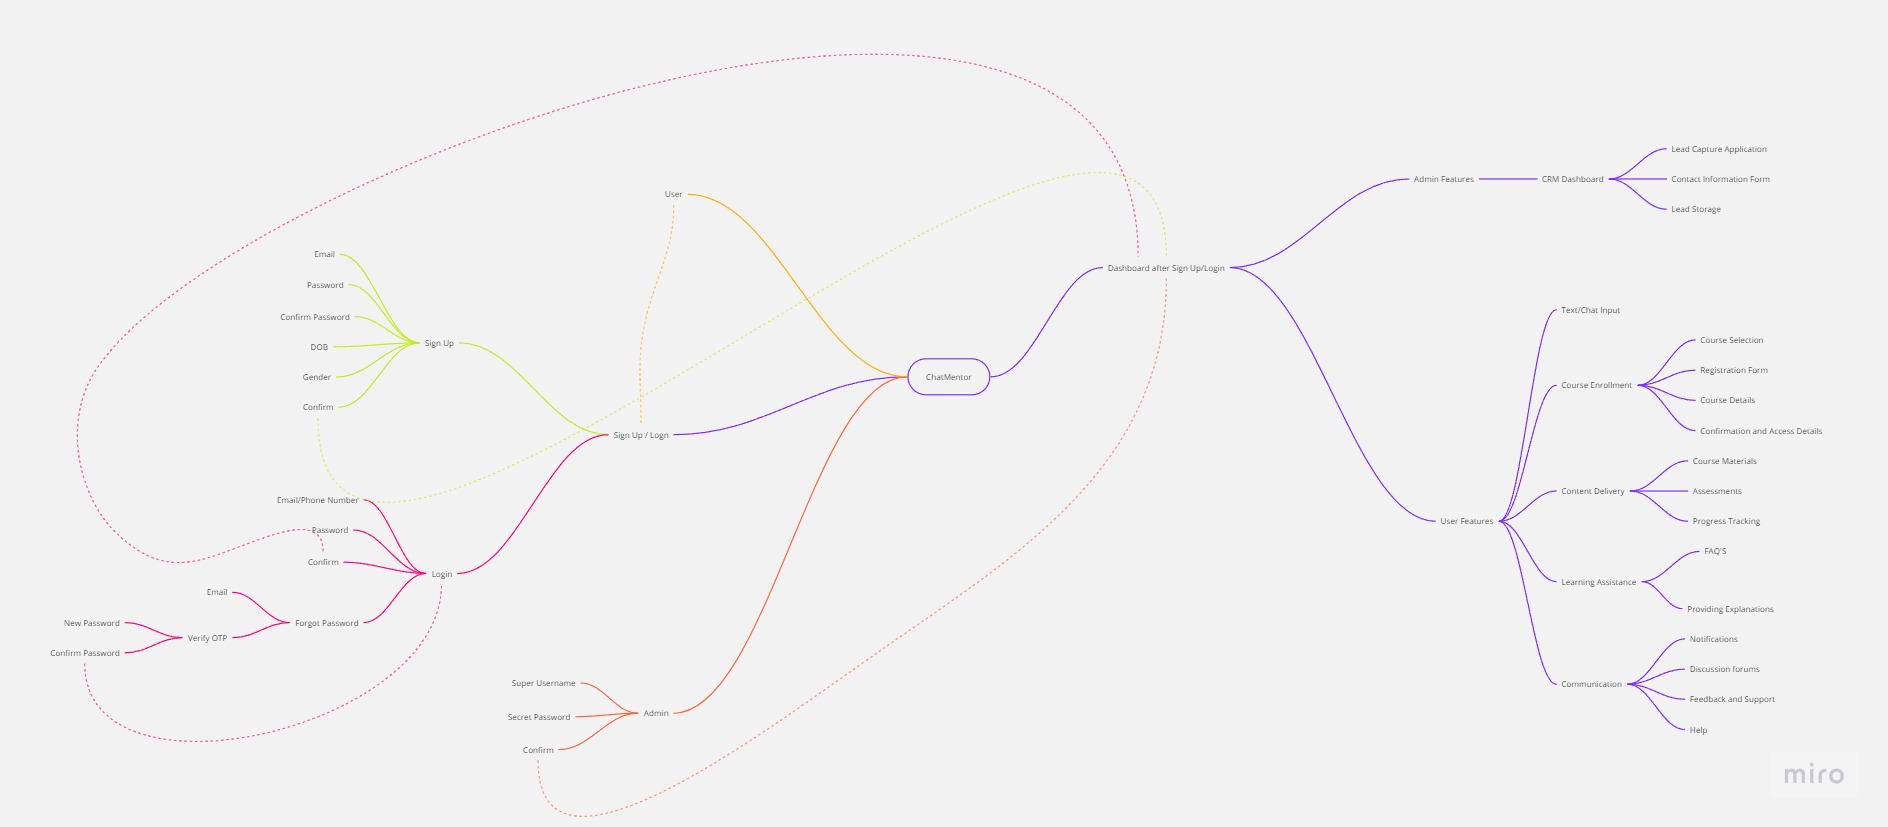 User
Email
Password
Confirm Password
DOB
Gender
Confirm
Sign Up
Sign Up / Logn
Email/Phone Number
Password
Confirm
Login
Email
Forgot Password
New Password
Verify OTP
Confirm Password
Super Username
Secret Password
Admin
Confirm
ChatMentor
Dashboard after Sign Up/Login
Admin Features
CRM Dashboard
Lead Capture Application
Contact Information Form
Lead Storage
User Features
Text/Chat Input
Course Enrollment
Course Selection
Registration Form
Course Details
Confirmation and Access Details
Content Delivery
Course Materials
Assessments
Progress Tracking
Learning Assistance
FAQ'S
Providing Explanations
Communication
Notifications
Discussion forums
Feedback and Support
Help
miro